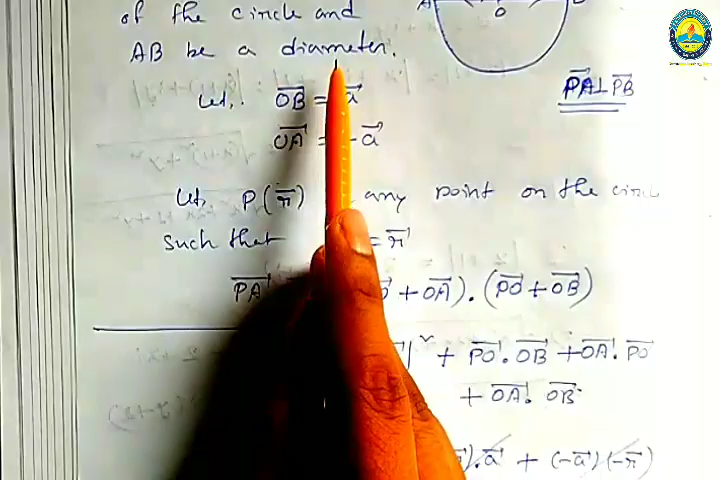 of the circle and
AB be a diameter.
A O
Let, OB⃗ = a⃗
PA⃗ ⊥ PB⃗
OA⃗ = - a⃗
Let, P(r⃗) any point on the circle
such that = r⃗
PA⃗ + OA⃗).(PO⃗ + OB⃗)
|² + PO⃗.OB⃗ + OA⃗.PO⃗
+ OA⃗.OB⃗
).a⃗ + (-a⃗)(-r⃗)